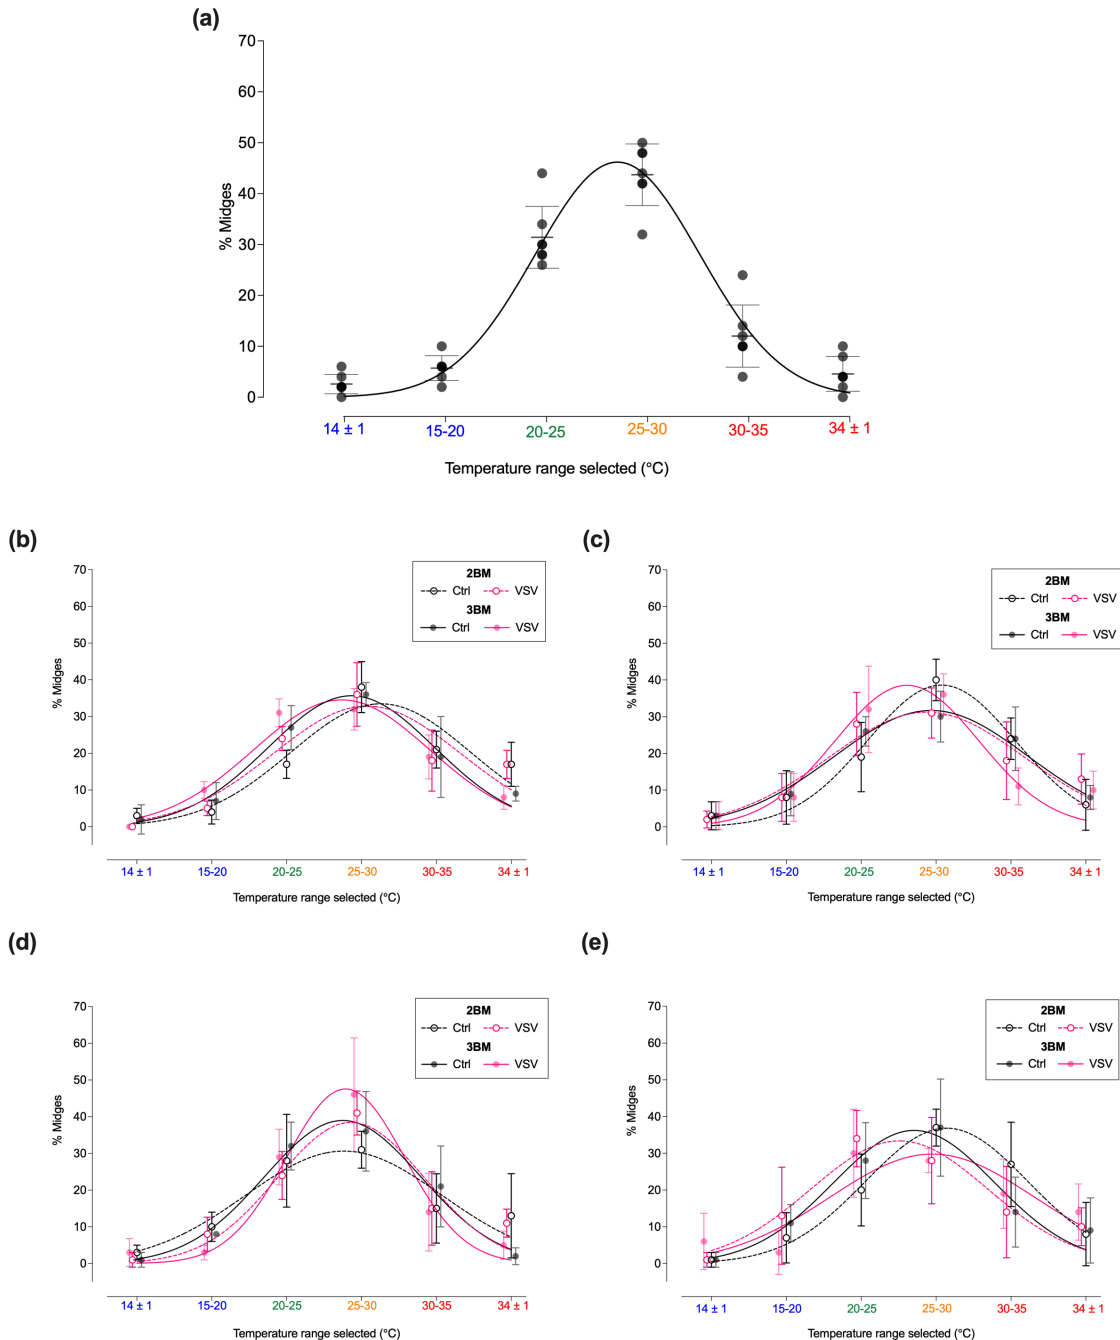 (a)
70
60
50
40
30
20
10
0
% Midges
14 ± 1 15-20 20-25 25-30 30-35 34 ± 1
Temperature range selected (°C)
(b)
70
60
50
40
30
20
10
0
% Midges
2BM
Ctrl VSV
3BM
Ctrl VSV
14 ± 1 15-20 20-25 25-30 30-35 34 ± 1
Temperature range selected (°C)
(c)
70
60
50
40
30
20
10
0
% Midges
2BM
Ctrl VSV
3BM
Ctrl VSV
14 ± 1 15-20 20-25 25-30 30-35 34 ± 1
Temperature range selected (°C)
(d)
70
60
50
40
30
20
10
0
% Midges
2BM
Ctrl VSV
3BM
Ctrl VSV
14 ± 1 15-20 20-25 25-30 30-35 34 ± 1
Temperature range selected (°C)
(e)
70
60
50
40
30
20
10
0
% Midges
2BM
Ctrl VSV
3BM
Ctrl VSV
14 ± 1 15-20 20-25 25-30 30-35 34 ± 1
Temperature range selected (°C)